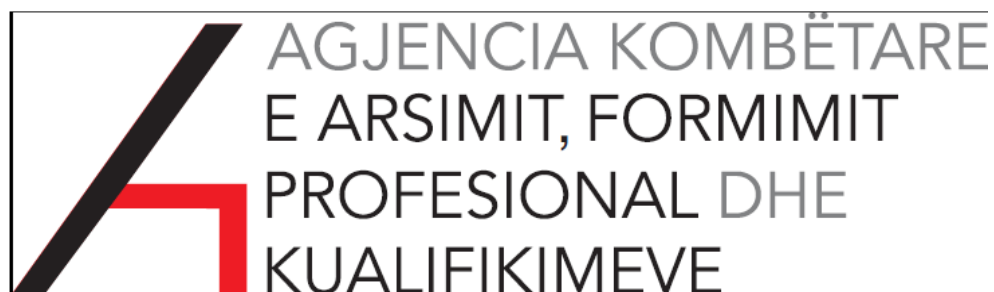 AGJENCIA KOMBËTARE
E ARSIMIT, FORMIMIT
PROFESIONAL DHE
KUALIFIKIMEVE